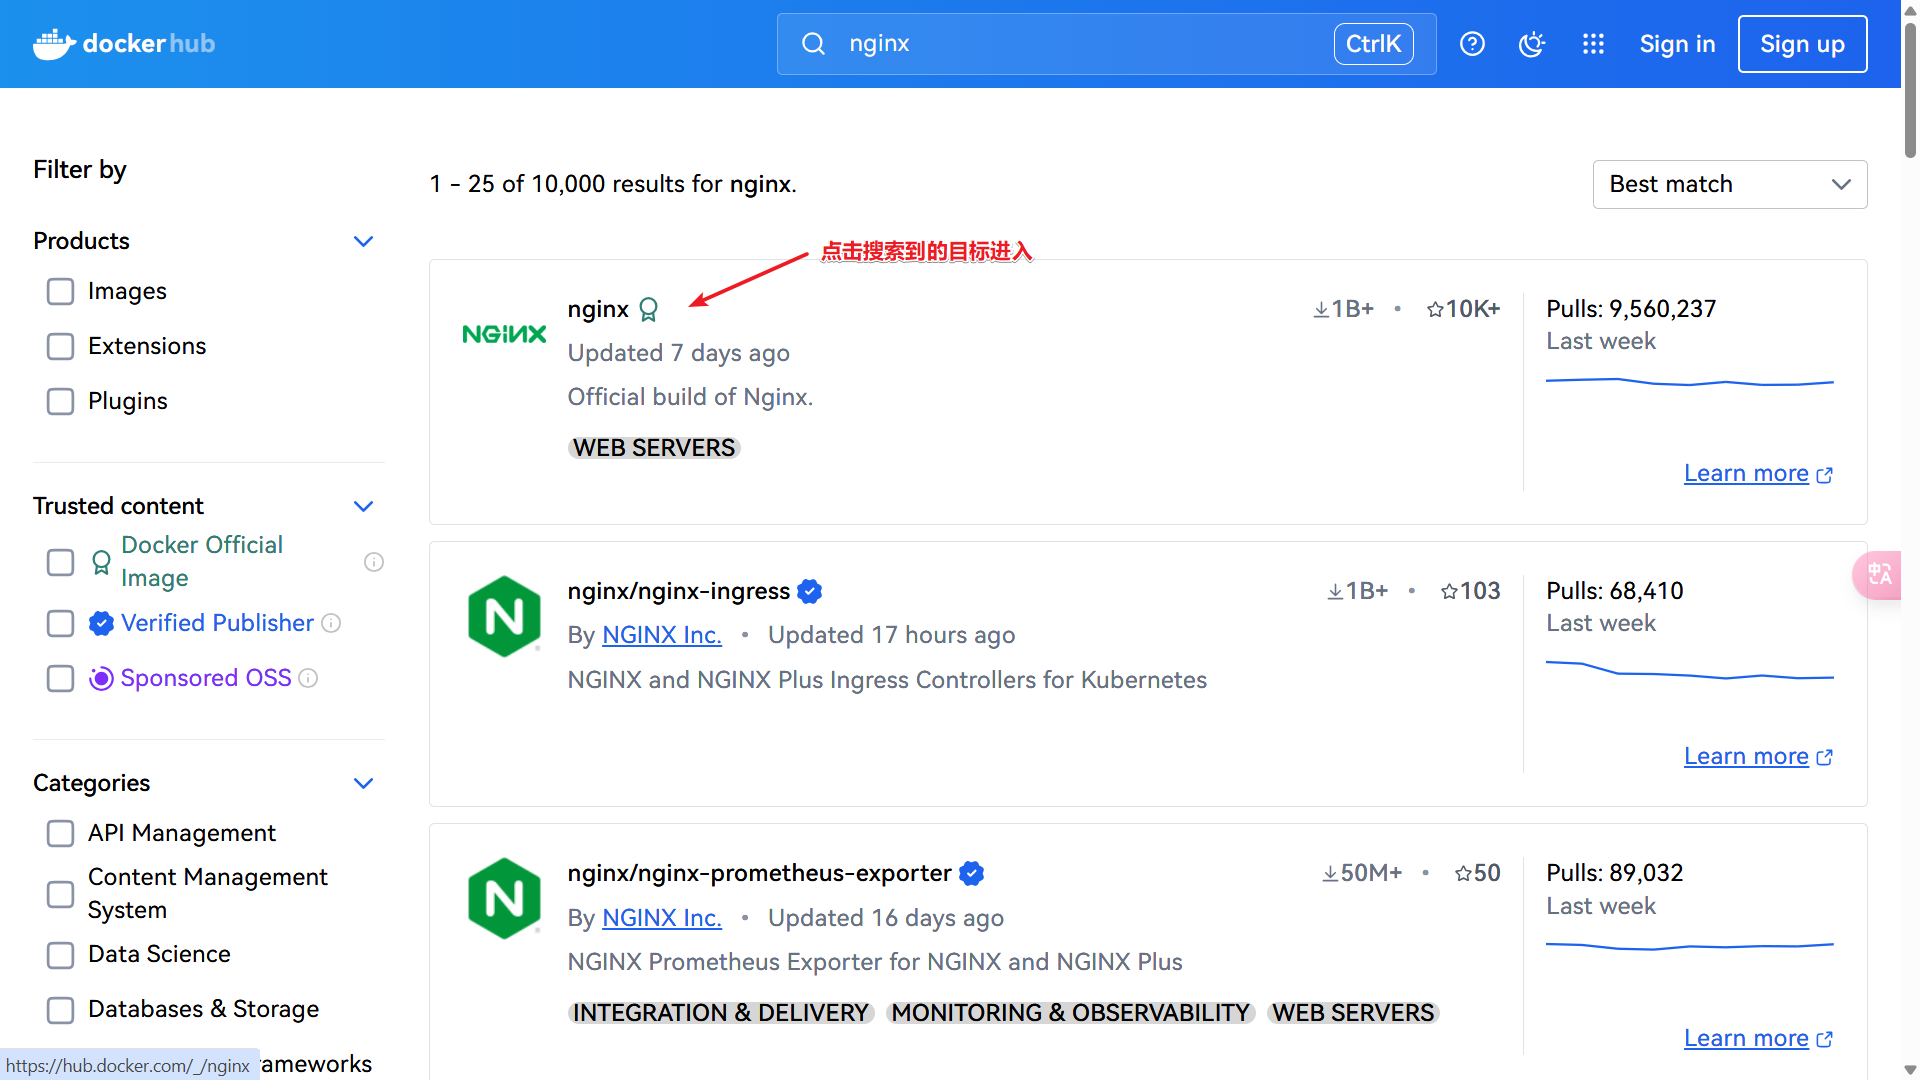 docker hub
nginx
CtrlK
Sign in
Sign up
Filter by
1 - 25 of 10,000 results for nginx.
Best match
Products
Images
Extensions
Plugins
Trusted content
Docker Official
Image
Verified Publisher
Sponsored OSS
Categories
API Management
Content Management
System
Data Science
Databases & Storage
rameworks
https://hub.docker.com/_/nginx
点击搜索到的目标进入
NGINX
nginx
1B+ • 10K+
Updated 7 days ago
Official build of Nginx.
WEB SERVERS
Pulls: 9,560,237
Last week
Learn more
N
nginx/nginx-ingress
1B+ • 103
By NGINX Inc. • Updated 17 hours ago
NGINX and NGINX Plus Ingress Controllers for Kubernetes
Pulls: 68,410
Last week
Learn more
中A
N
nginx/nginx-prometheus-exporter
50M+ • 50
By NGINX Inc. • Updated 16 days ago
NGINX Prometheus Exporter for NGINX and NGINX Plus
INTEGRATION & DELIVERY MONITORING & OBSERVABILITY WEB SERVERS
Pulls: 89,032
Last week
Learn more